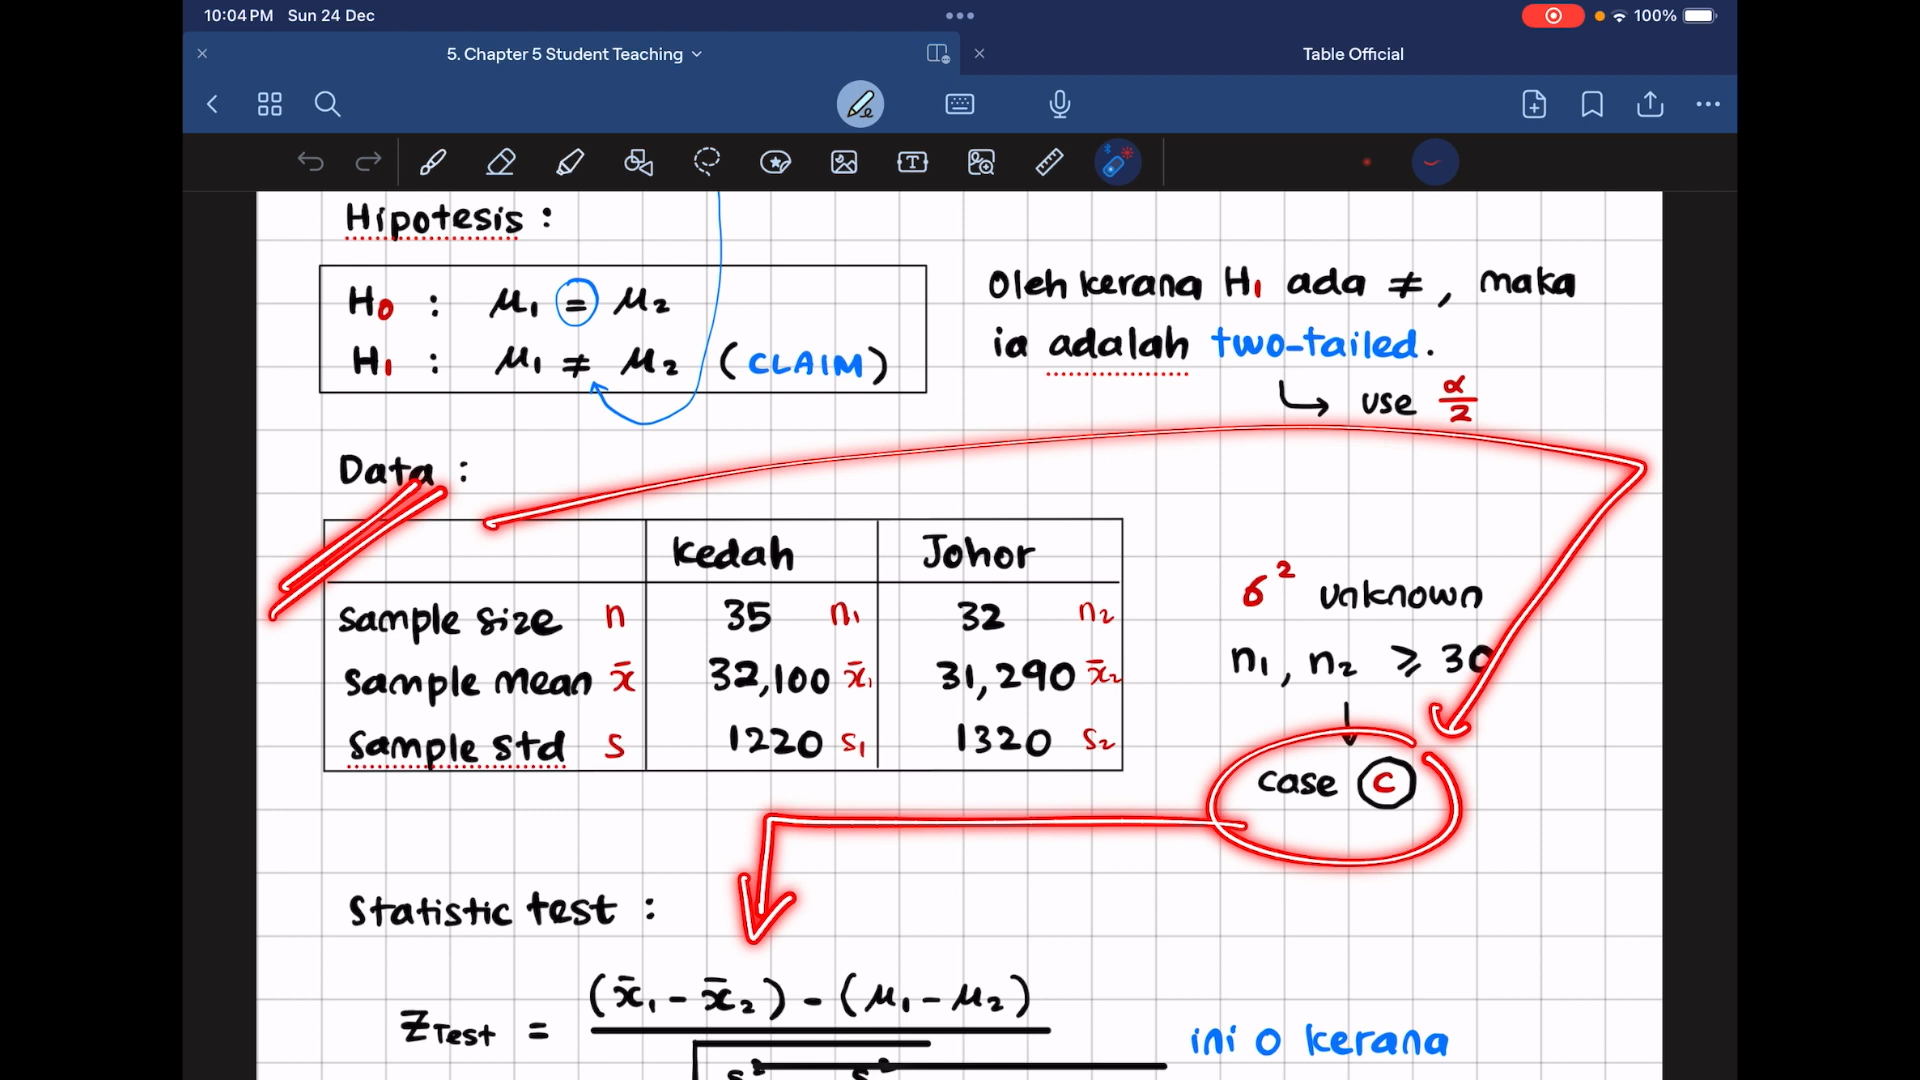 10:04 PM Sun 24 Dec
100%
5. Chapter 5 Student Teaching
Table Official
Hipotesis :
H0 : μ1 = μ2
H1 : μ1 ≠ μ2 (CLAIM)
Oleh kerana H1 ada ≠ , maka
ia adalah two-tailed.
↳ use α/2
Data :
Kedah Johor
sample size n 35 n1 32 n2
sample mean x̄ 32,100 x̄1 31,290 x̄2
sample std s 1220 s1 1320 s2
σ² unknown
n1, n2 ≥ 30
↓
case C
Statistic test :
ZTest = (x̄1 - x̄2) - (μ1 - μ2)
s² s²
ini 0 kerana